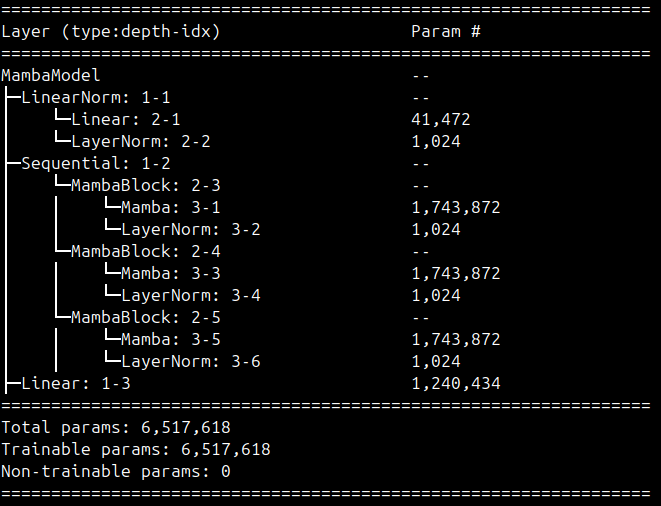 =================================================================
Layer (type:depth-idx)                   Param #
=================================================================
MambaModel                               --
├─LinearNorm: 1-1                        --
│    └─Linear: 2-1                       41,472
│    └─LayerNorm: 2-2                    1,024
├─Sequential: 1-2                        --
│    └─MambaBlock: 2-3                   --
│    │    └─Mamba: 3-1                   1,743,872
│    │    └─LayerNorm: 3-2               1,024
│    └─MambaBlock: 2-4                   --
│    │    └─Mamba: 3-3                   1,743,872
│    │    └─LayerNorm: 3-4               1,024
│    └─MambaBlock: 2-5                   --
│    │    └─Mamba: 3-5                   1,743,872
│    │    └─LayerNorm: 3-6               1,024
├─Linear: 1-3                            1,240,434
=================================================================
Total params: 6,517,618
Trainable params: 6,517,618
Non-trainable params: 0
=================================================================